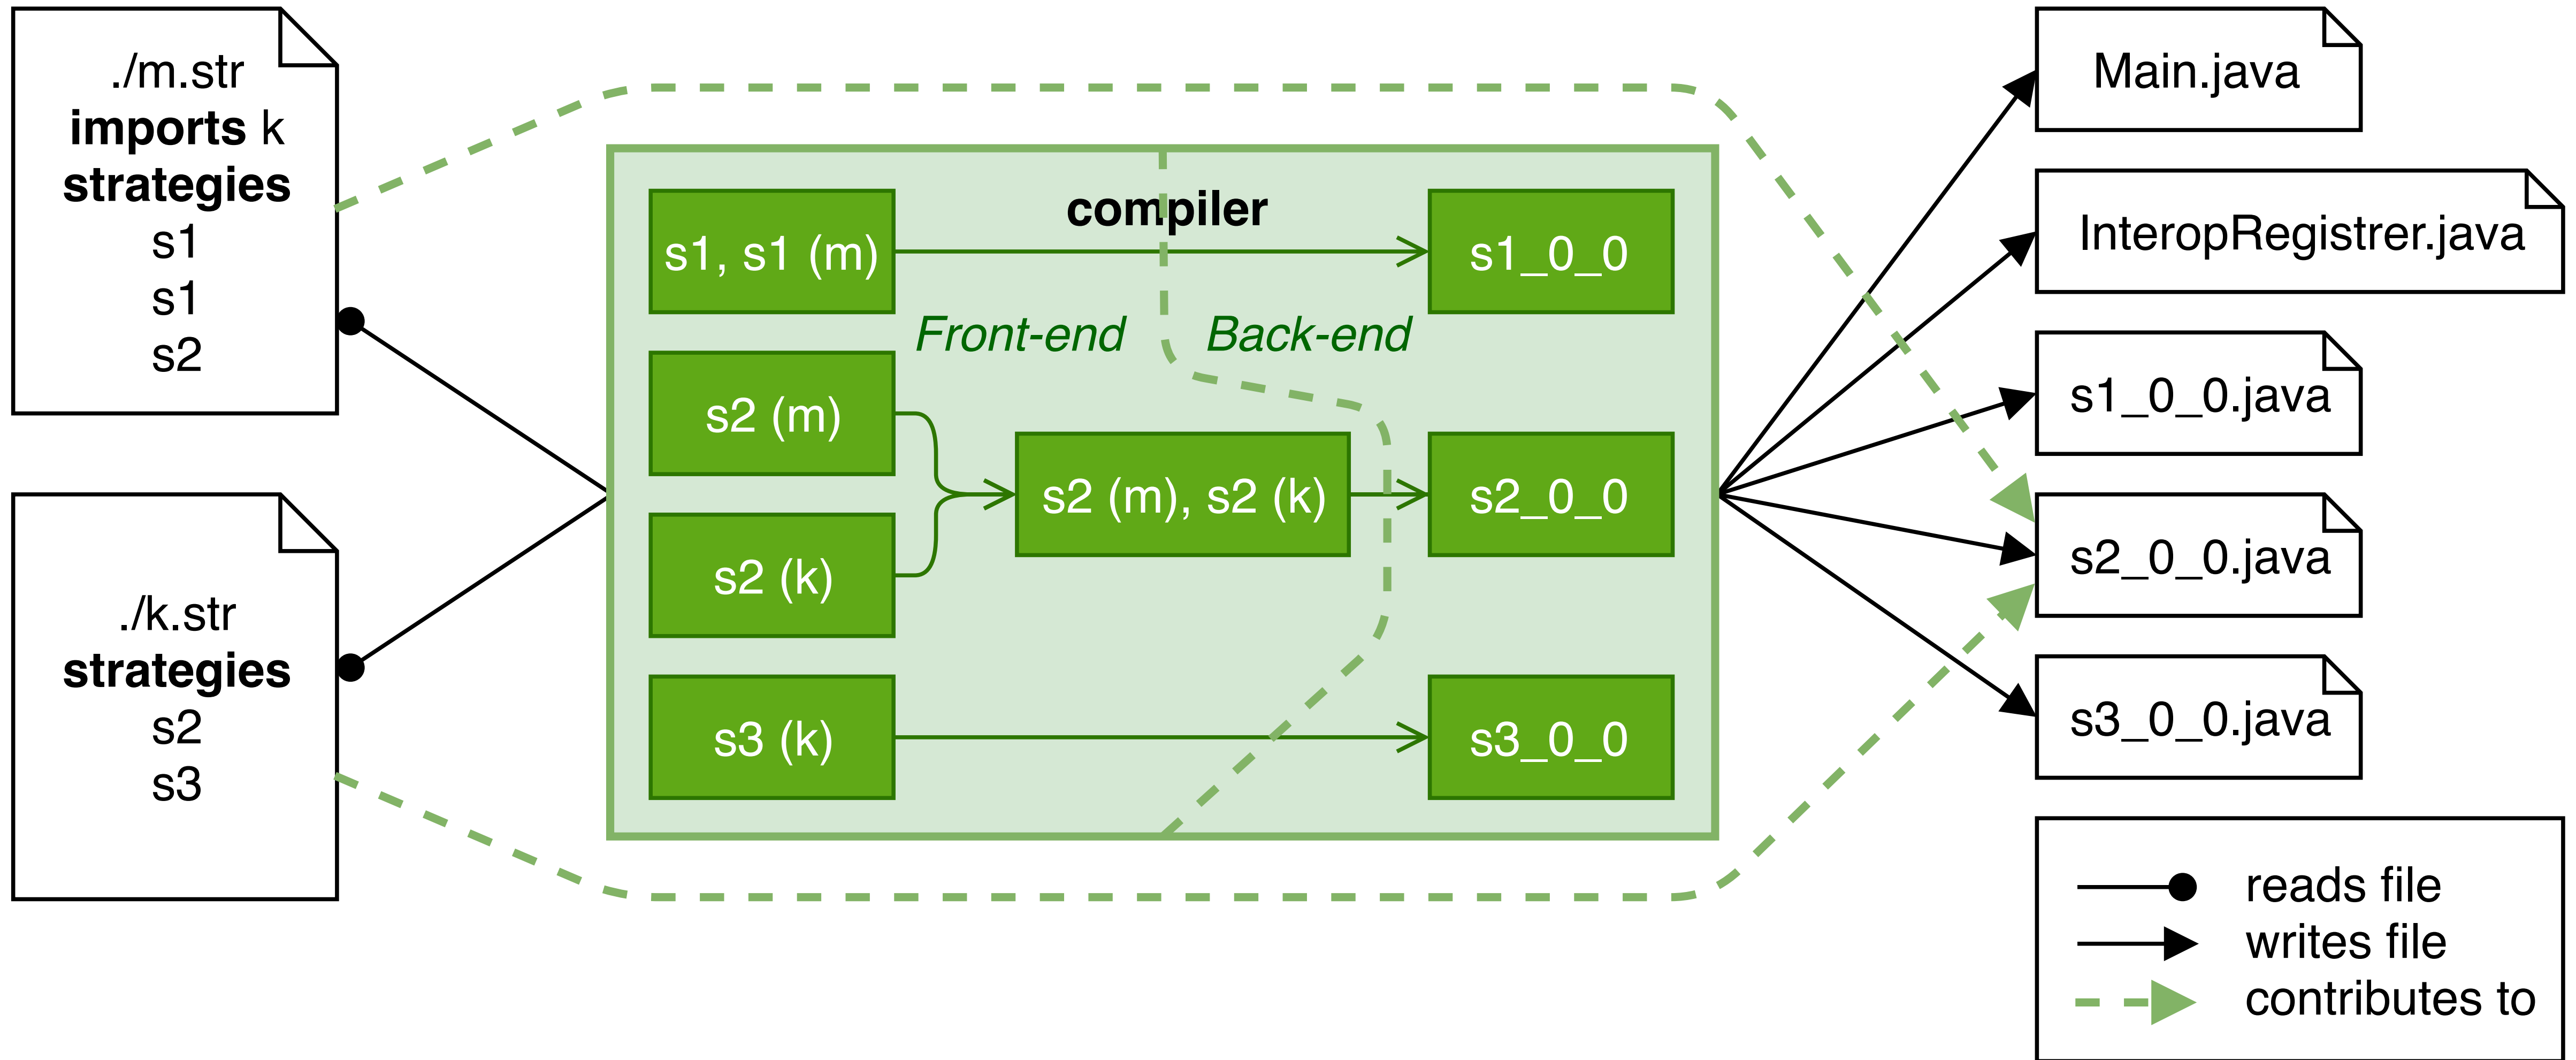 ./m.str
imports k
strategies
s1
s1
s2
./k.str
strategies
s2
s3
compiler
s1, s1 (m)
s1_0_0
Front-end
Back-end
s2 (m)
s2 (k)
s2 (m), s2 (k)
s2_0_0
s3 (k)
s3_0_0
Main.java
InteropRegistrer.java
s1_0_0.java
s2_0_0.java
s3_0_0.java
reads file
writes file
contributes to